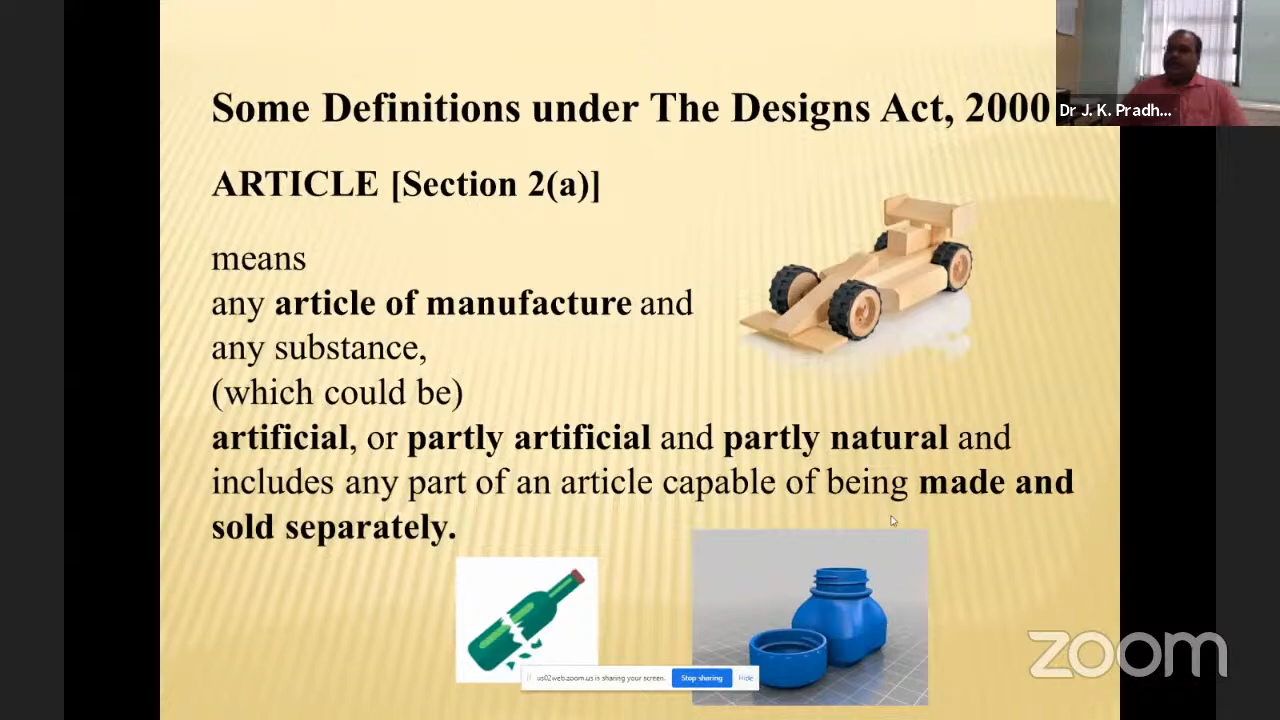 Some Definitions under The Designs Act, 2000
Dr J. K. Pradh...
ARTICLE [Section 2(a)]
means
any article of manufacture and
any substance,
(which could be)
artificial, or partly artificial and partly natural and
includes any part of an article capable of being made and
sold separately.
zoom
us02web.zoom.us is sharing your screen.
Stop sharing
Hide